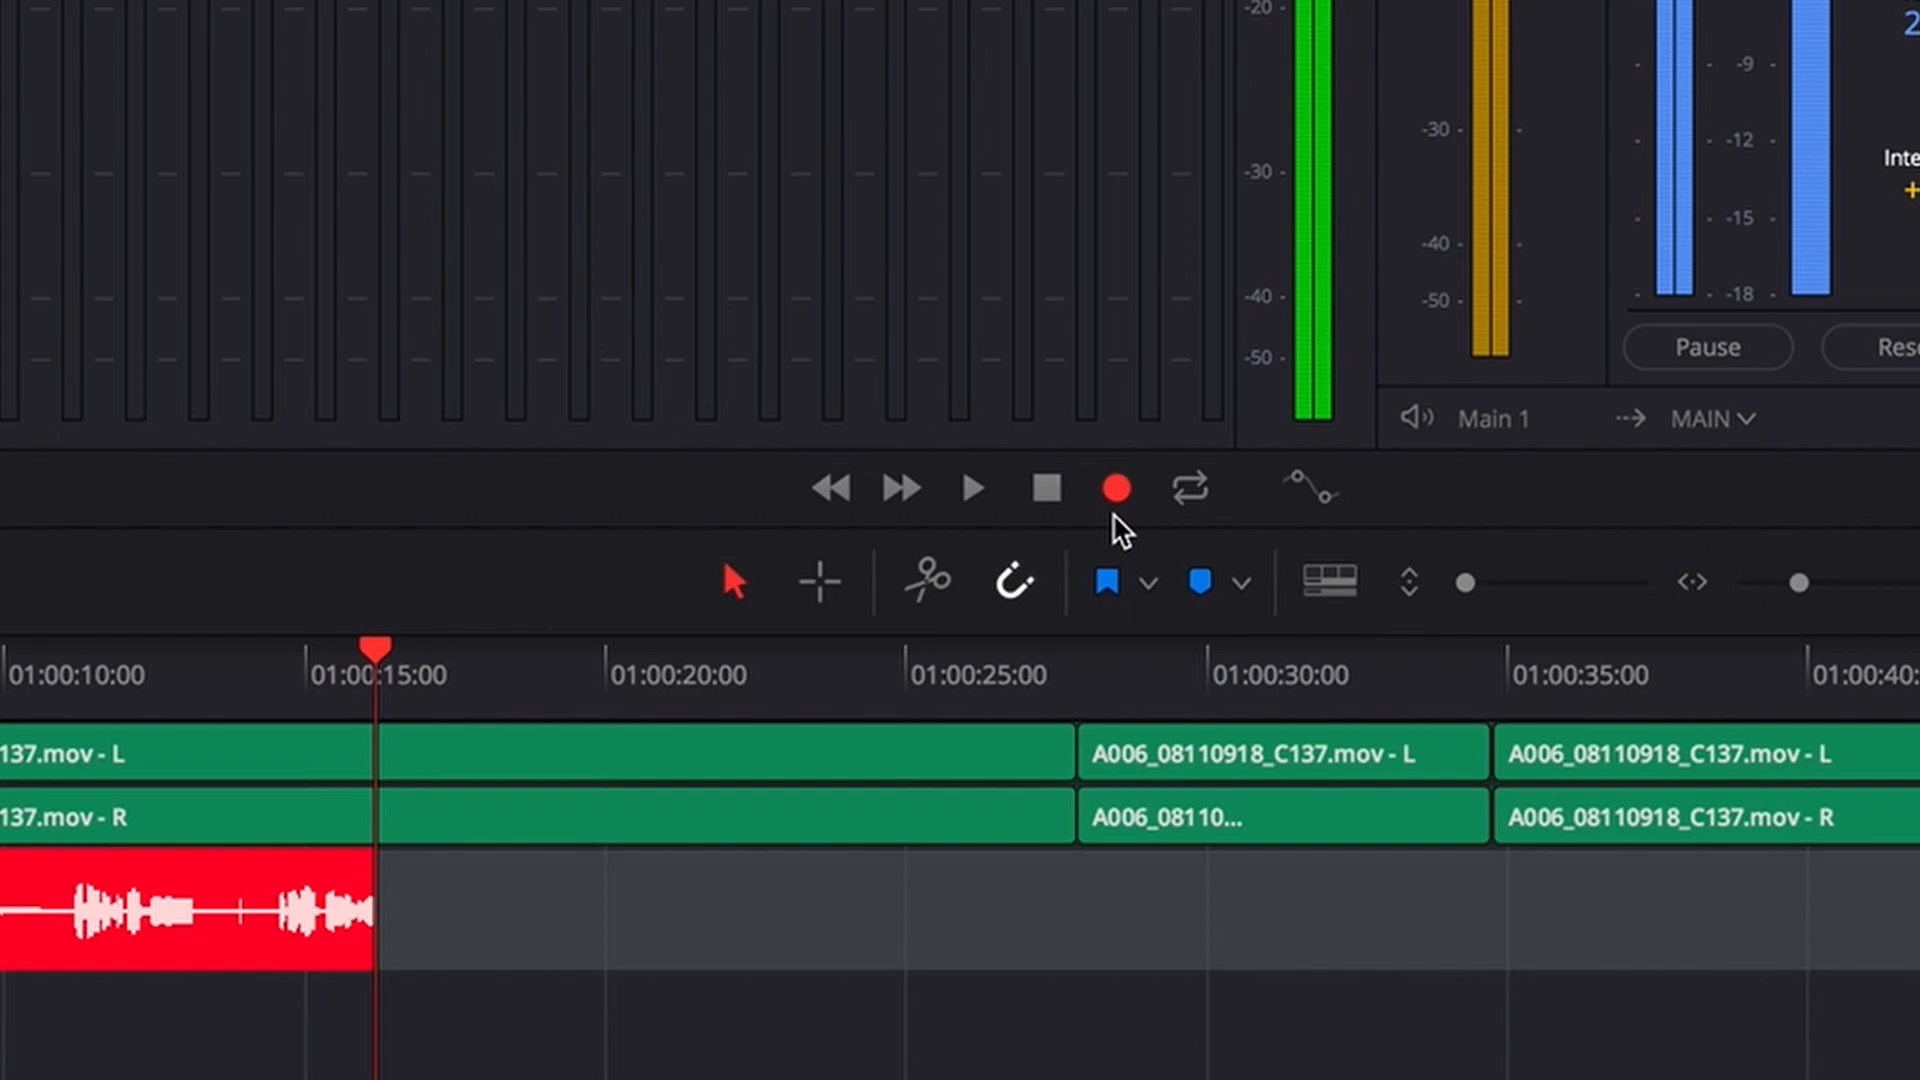 -20 -
- - -9 -
2
-30 -
- - -12 -
Inte
-30 -
+
- - -15 -
-40 -
-40 -
- - -18 -
-50 -
Pause
Rese
-50 -
Main 1
MAIN
01:00:10:00
01:00:15:00
01:00:20:00
01:00:25:00
01:00:30:00
01:00:35:00
01:00:40:
137.mov - L
A006_08110918_C137.mov - L
A006_08110918_C137.mov - L
137.mov - R
A006_08110...
A006_08110918_C137.mov - R